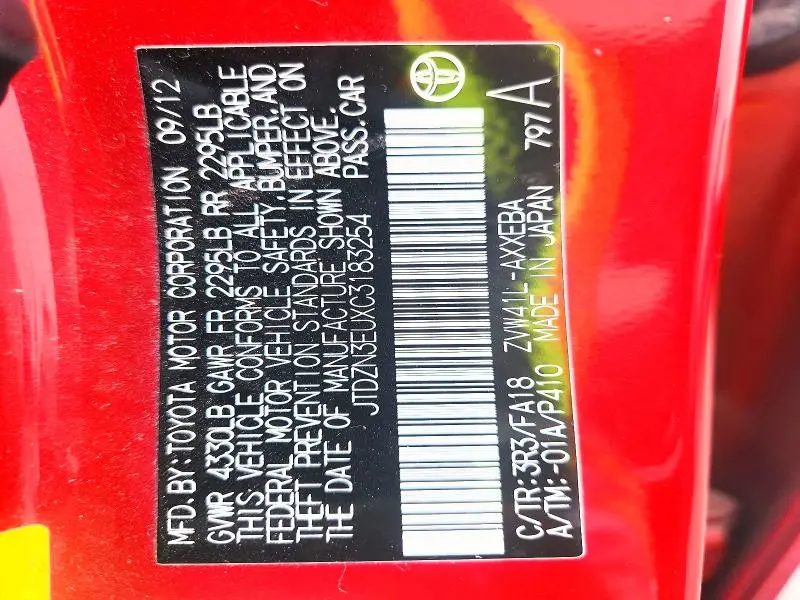 MFD. BY: TOYOTA MOTOR CORPORATION 09/12
GVWR 4330LB GAWR FR 2295LB RR 2295LB
THIS VEHICLE CONFORMS TO ALL APPLICABLE
FEDERAL MOTOR VEHICLE SAFETY, BUMPER, AND
THEFT PREVENTION STANDARDS IN EFFECT ON
THE DATE OF MANUFACTURE SHOWN ABOVE.
JTDZN3EUXC3183254 PASS. CAR
C/TR: 3R3/FA18 ZVW41L-AXXEBA
A/TM: -01A/P410 MADE IN JAPAN 797A